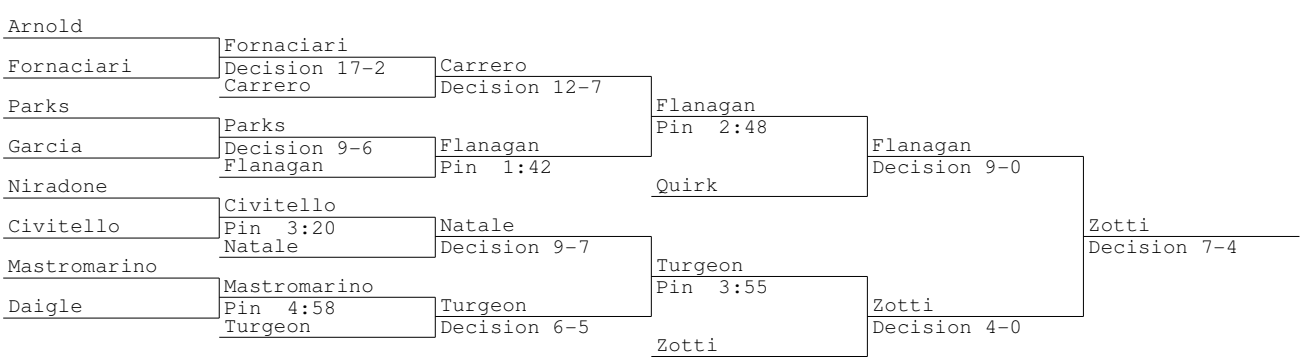 Arnold
Fornaciari
Fornaciari
Decision 17-2
Carrero
Carrero
Decision 12-7
Parks
Flanagan
Pin 2:48
Parks
Garcia
Decision 9-6
Flanagan
Flanagan
Flanagan
Pin 1:42
Decision 9-0
Niradone
Quirk
Civitello
Civitello
Pin 3:20
Natale
Natale
Decision 9-7
Zotti
Decision 7-4
Mastromarino
Turgeon
Pin 3:55
Mastromarino
Daigle
Pin 4:58
Turgeon
Turgeon
Decision 6-5
Zotti
Decision 4-0
Zotti